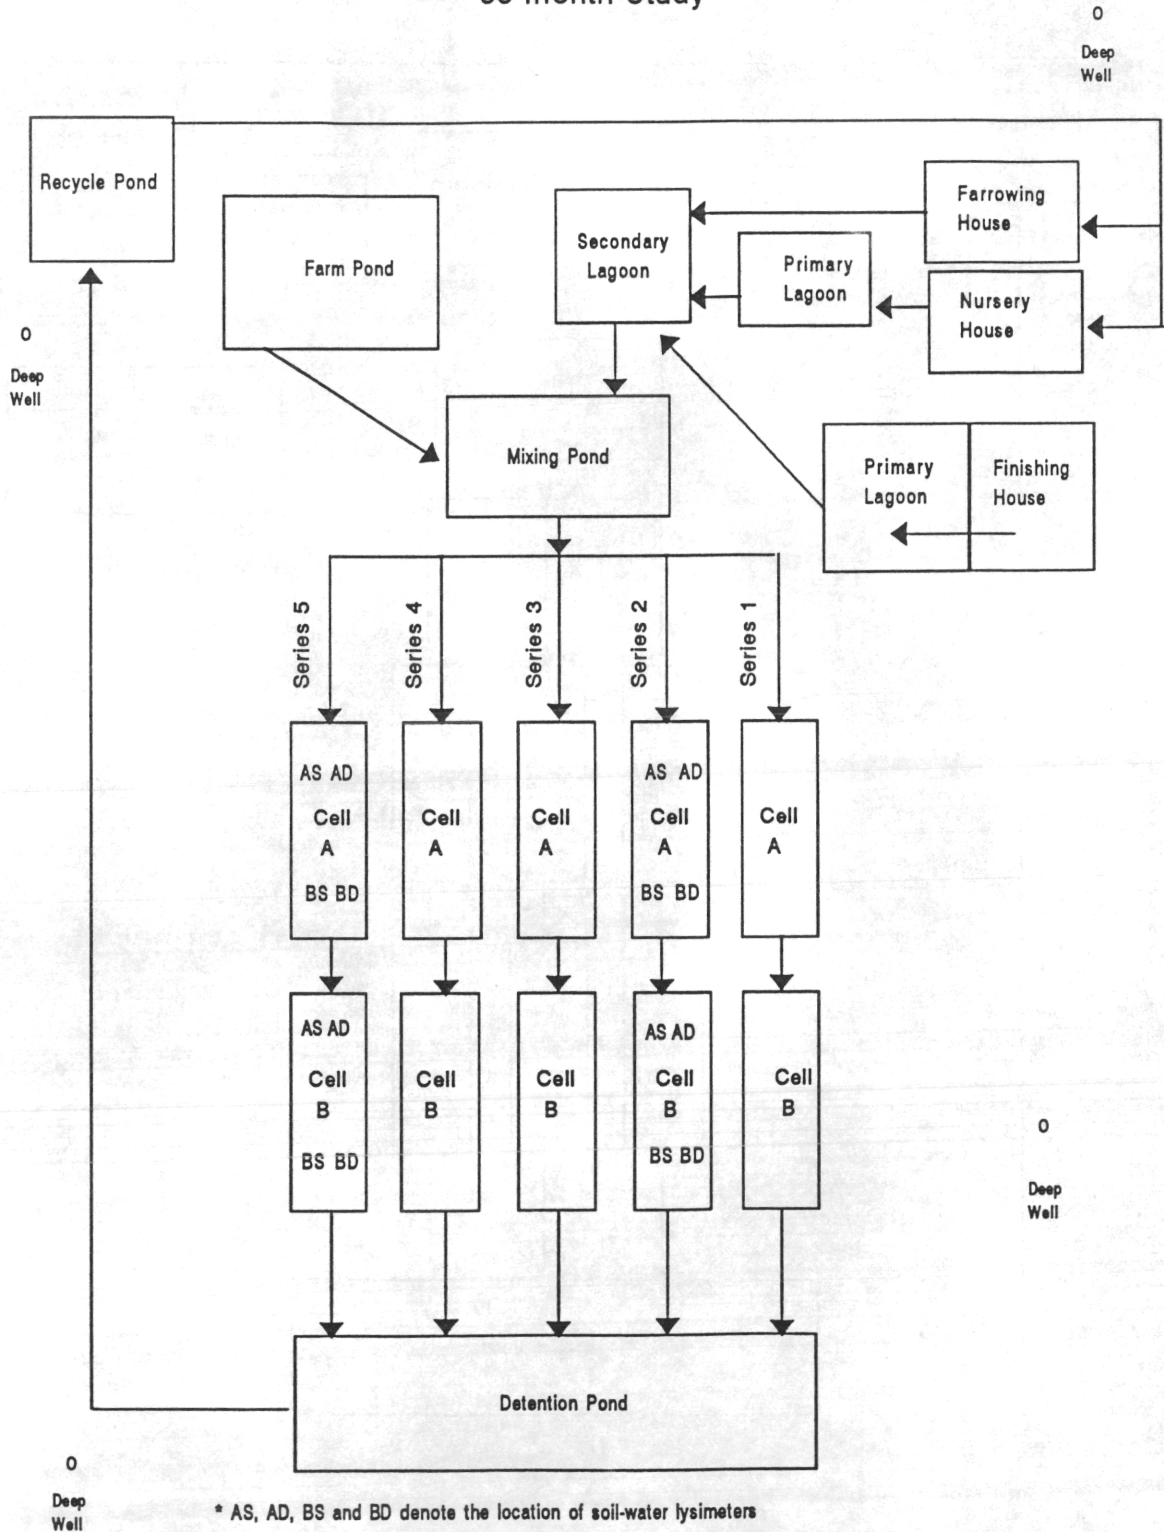 O
Deep
Well
Recycle Pond
Farrowing
House
Secondary
Lagoon
Farm Pond
Primary
Lagoon
Nursery
House
O
Deep
Well
Mixing Pond
Primary
Lagoon
Finishing
House
Series 5
Series 4
Series 3
Series 2
Series 1
AS AD
Cell
A
BS BD
Cell
A
Cell
A
AS AD
Cell
A
BS BD
Cell
A
AS AD
Cell
B
BS BD
Cell
B
Cell
B
AS AD
Cell
B
BS BD
Cell
B
O
Deep
Well
Detention Pond
O
Deep
Well
* AS, AD, BS and BD denote the location of soil-water lysimeters